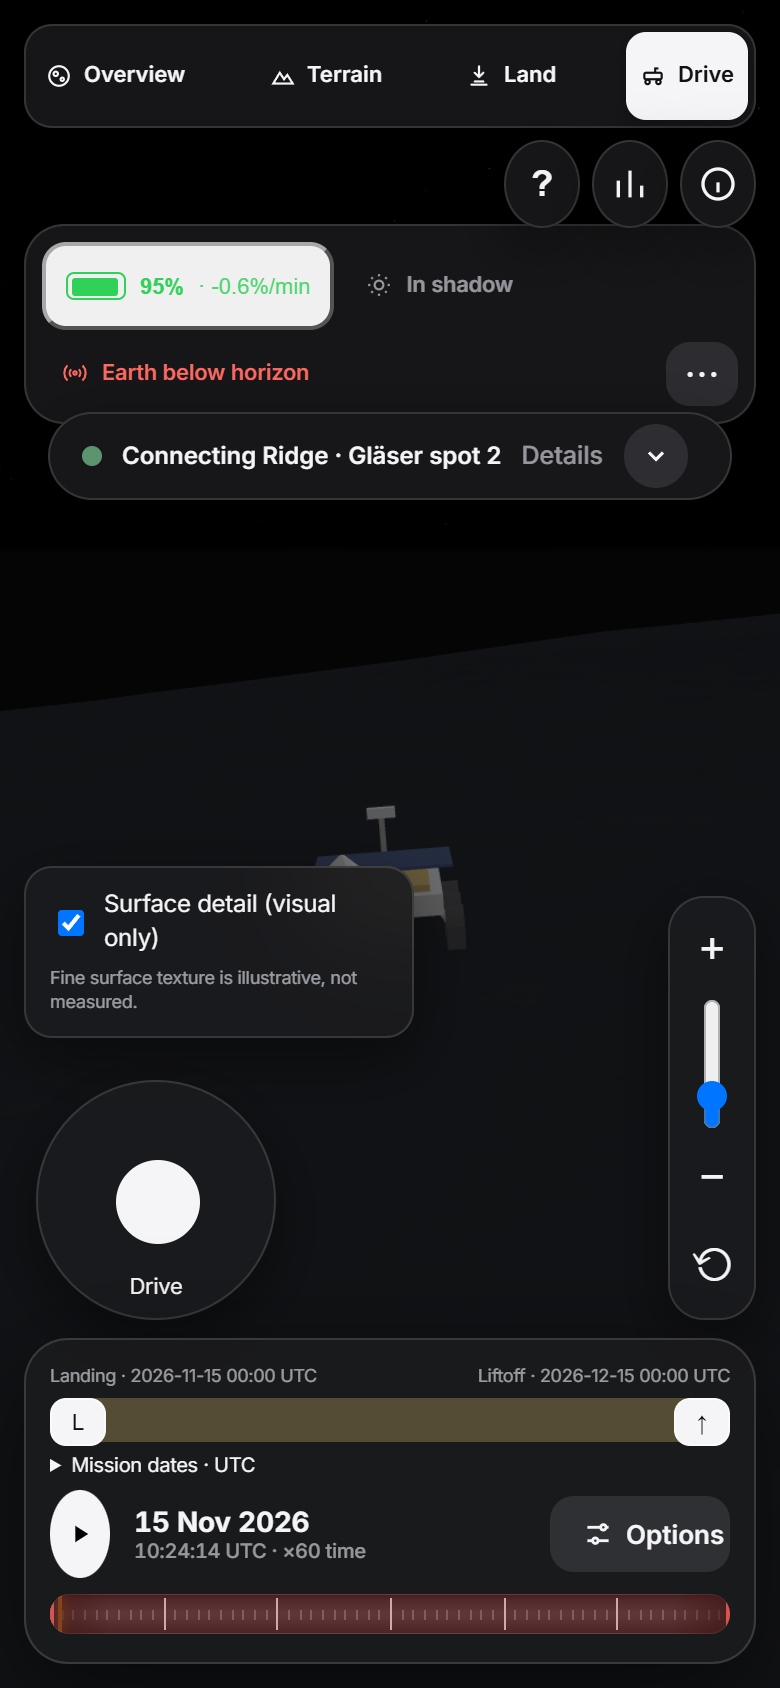 Overview
Terrain
Land
Drive
?
95% · -0.6%/min
In shadow
Earth below horizon
Connecting Ridge · Gläser spot 2 Details
Surface detail (visual
only)
Fine surface texture is illustrative, not
measured.
Drive
Landing · 2026-11-15 00:00 UTC
Liftoff · 2026-12-15 00:00 UTC
L
↑
Mission dates · UTC
15 Nov 2026
10:24:14 UTC · ×60 time
Options